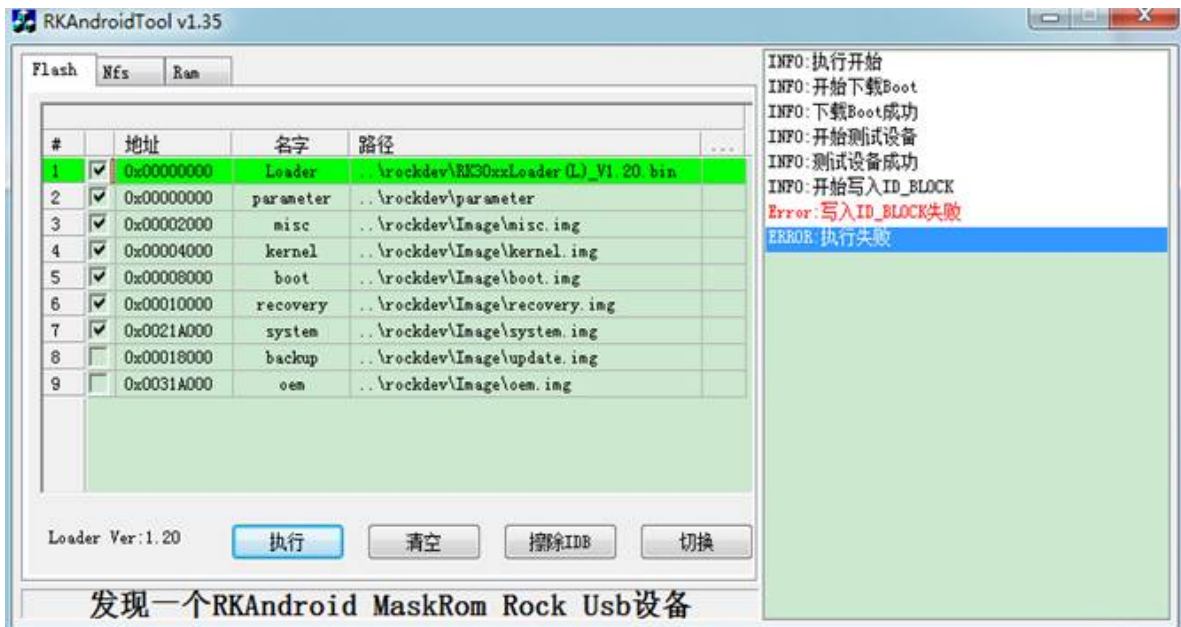 RKAndroidTool v1.35
Flash Nfs Ram
# 地址 名字 路径 ...
1 0x00000000 Loader ..\rockdev\RK30xxLoader(L)_V1.20.bin
2 0x00000000 parameter ..\rockdev\parameter
3 0x00002000 misc ..\rockdev\Image\misc.img
4 0x00004000 kernel ..\rockdev\Image\kernel.img
5 0x00008000 boot ..\rockdev\Image\boot.img
6 0x00010000 recovery ..\rockdev\Image\recovery.img
7 0x0021A000 system ..\rockdev\Image\system.img
8 0x00018000 backup ..\rockdev\Image\update.img
9 0x0031A000 oem ..\rockdev\Image\oem.img
Loader Ver:1.20 执行 清空 擦除IDB 切换
发现一个RKAndroid MaskRom Rock Usb设备
INFO:执行开始
INFO:开始下载Boot
INFO:下载Boot成功
INFO:开始测试设备
INFO:测试设备成功
INFO:开始写入ID_BLOCK
Error:写入ID_BLOCK失败
ERROR:执行失败